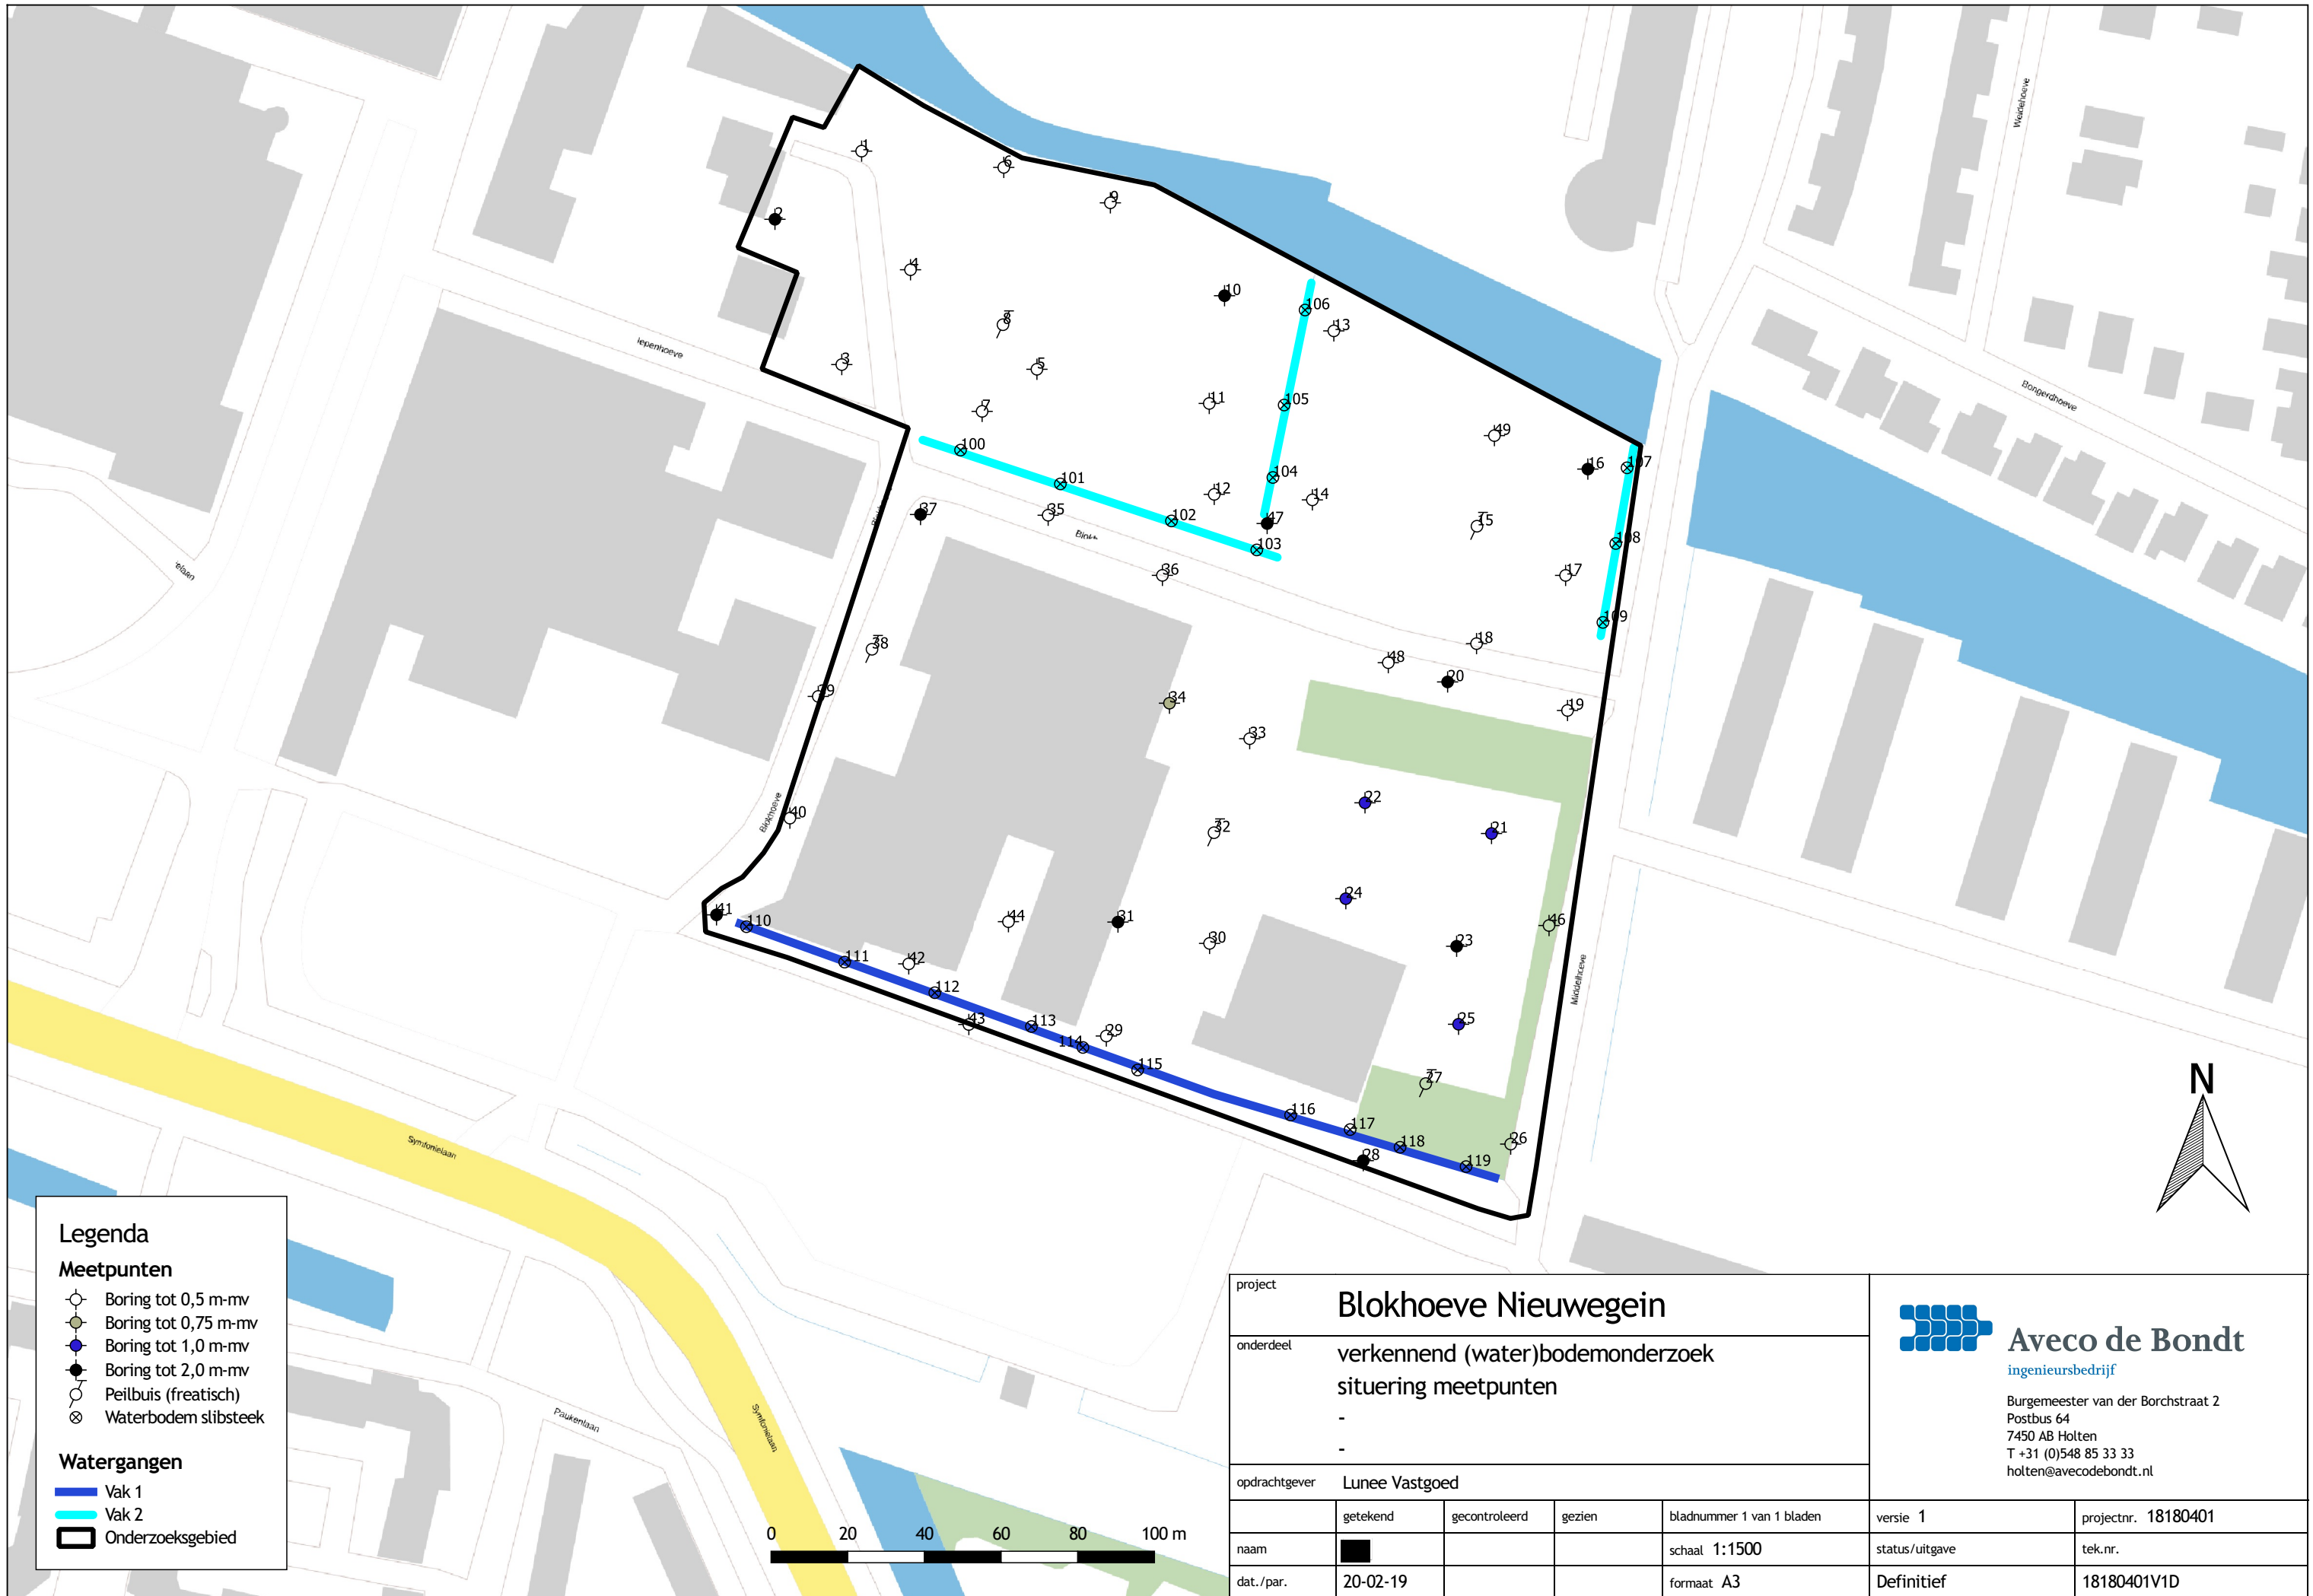 Weidehoeve
1
6
9
2
4
10
106
8
13
Iepenhoeve
3
5
7
11
105
Bongerdhoeve
49
100
16
107
101
104
12
14
37
35
102
47
15
Blokh
103
108
36
17
elaan
109
38
18
48
20
39
34
19
33
22
Blokhoeve
40
32
21
24
41
110
44
31
46
30
23
111
42
Middelhoeve
112
43
113
25
29
114
115
27
116
117
26
118
28
119
N
Symfonielaan
Symfonielaan
Paukenlaan
Legenda
Meetpunten
Boring tot 0,5 m-mv
Boring tot 0,75 m-mv
Boring tot 1,0 m-mv
Boring tot 2,0 m-mv
Peilbuis (freatisch)
Waterbodem slibsteek
Watergangen
Vak 1
Vak 2
Onderzoeksgebied
0 20 40 60 80 100 m
project
Blokhoeve Nieuwegein
onderdeel
verkennend (water)bodemonderzoek
situering meetpunten
-
-
opdrachtgever Lunee Vastgoed
Aveco de Bondt
ingenieursbedrijf
Burgemeester van der Borchstraat 2
Postbus 64
7450 AB Holten
T +31 (0)548 85 33 33
holten@avecodebondt.nl
getekend gecontroleerd gezien bladnummer 1 van 1 bladen versie 1 projectnr. 18180401
naam schaal 1:1500 status/uitgave tek.nr.
dat./par. 20-02-19 formaat A3 Definitief 18180401V1D